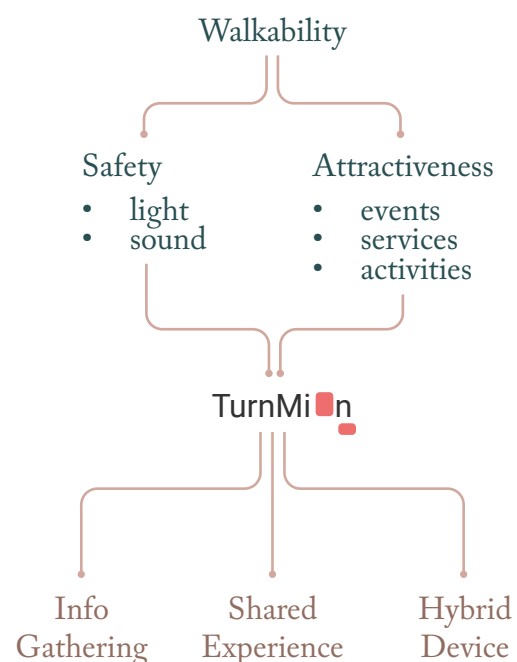 Walkability
Safety
• light
• sound
Attractiveness
• events
• services
• activities
TurnMi n
Info
Gathering
Shared
Experience
Hybrid
Device